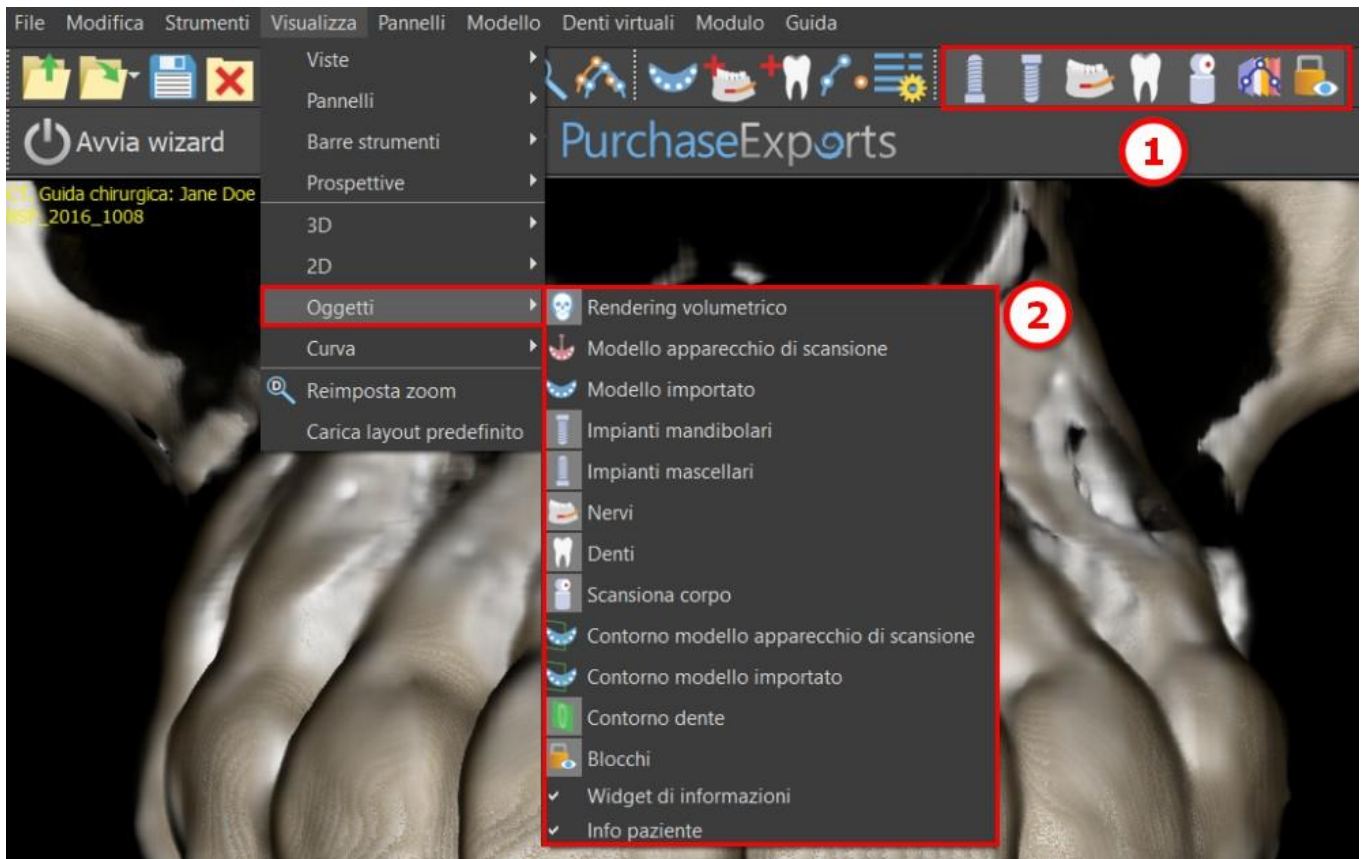 File Modifica Strumenti Visualizza Pannelli Modello Denti virtuali Modulo Guida
Avvia wizard
PurchaseExports
1
Guida chirurgica: Jane Doe
_2016_1008
Viste
Pannelli
Barre strumenti
Prospettive
3D
2D
Oggetti
Curva
Reimposta zoom
Carica layout predefinito
2
Rendering volumetrico
Modello apparecchio di scansione
Modello importato
Impianti mandibolari
Impianti mascellari
Nervi
Denti
Scansiona corpo
Contorno modello apparecchio di scansione
Contorno modello importato
Contorno dente
Blocchi
Widget di informazioni
Info paziente